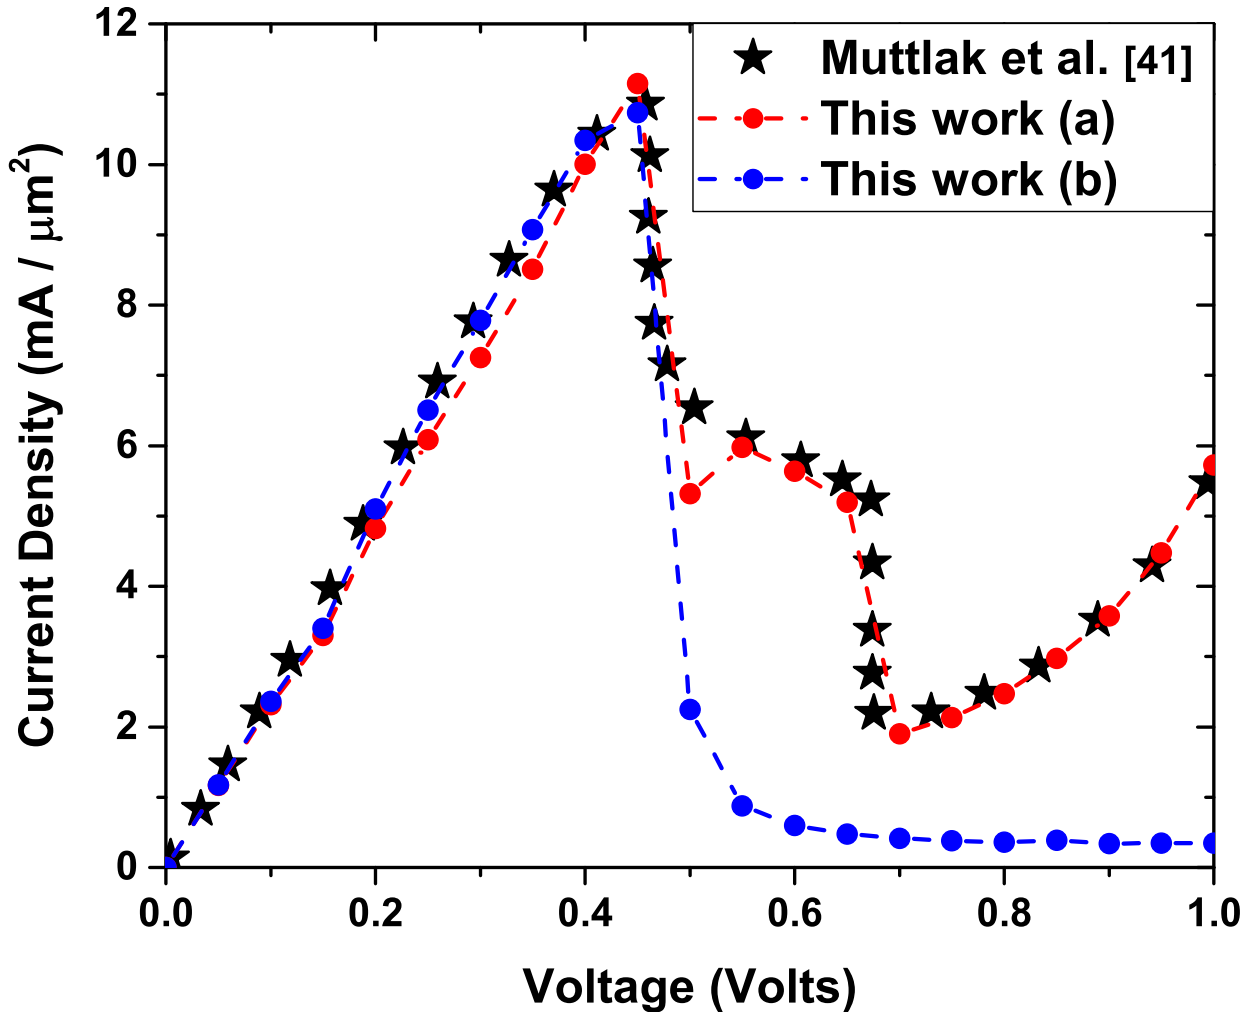 12
10
8
6
4
2
0
Current Density (mA / μm²)
Muttlak et al. [41]
This work (a)
This work (b)
0.0 0.2 0.4 0.6 0.8 1.0
Voltage (Volts)